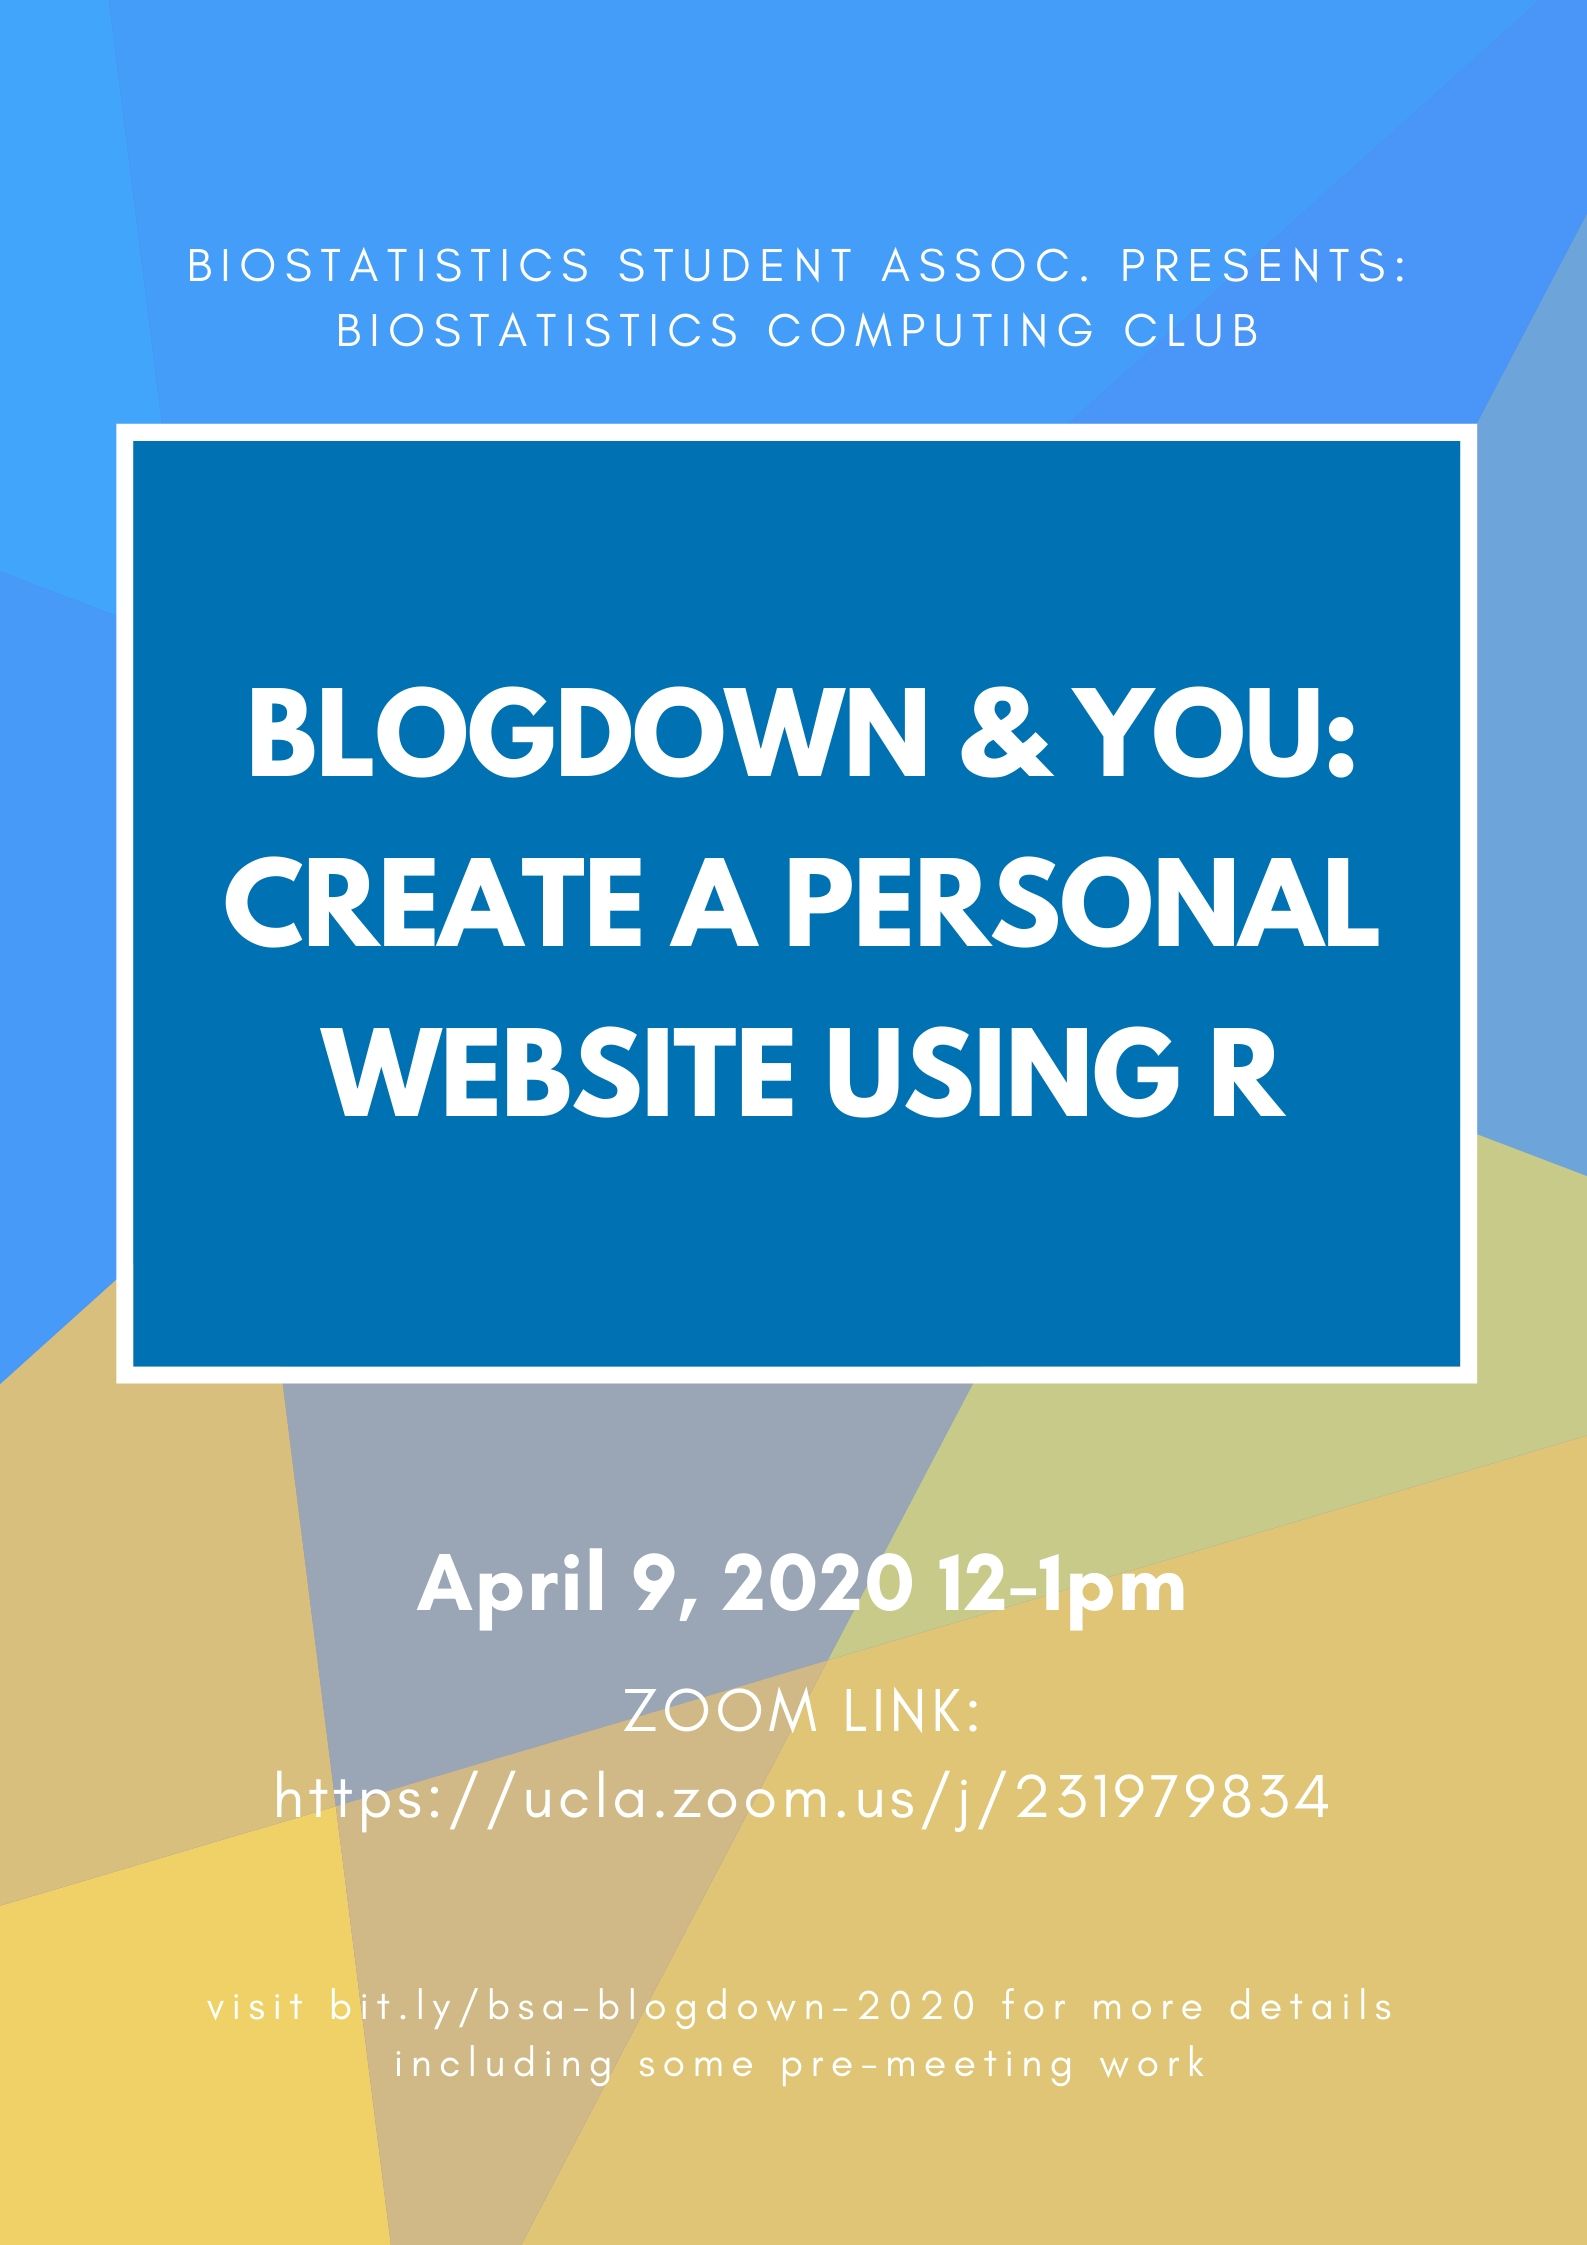 BIOSTATISTICS STUDENT ASSOC. PRESENTS:
BIOSTATISTICS COMPUTING CLUB
BLOGDOWN & YOU:
CREATE A PERSONAL
WEBSITE USING R
April 9, 2020 12-1pm
ZOOM LINK:
https://ucla.zoom.us/j/231979834
visit bit.ly/bsa-blogdown-2020 for more details
including some pre-meeting work